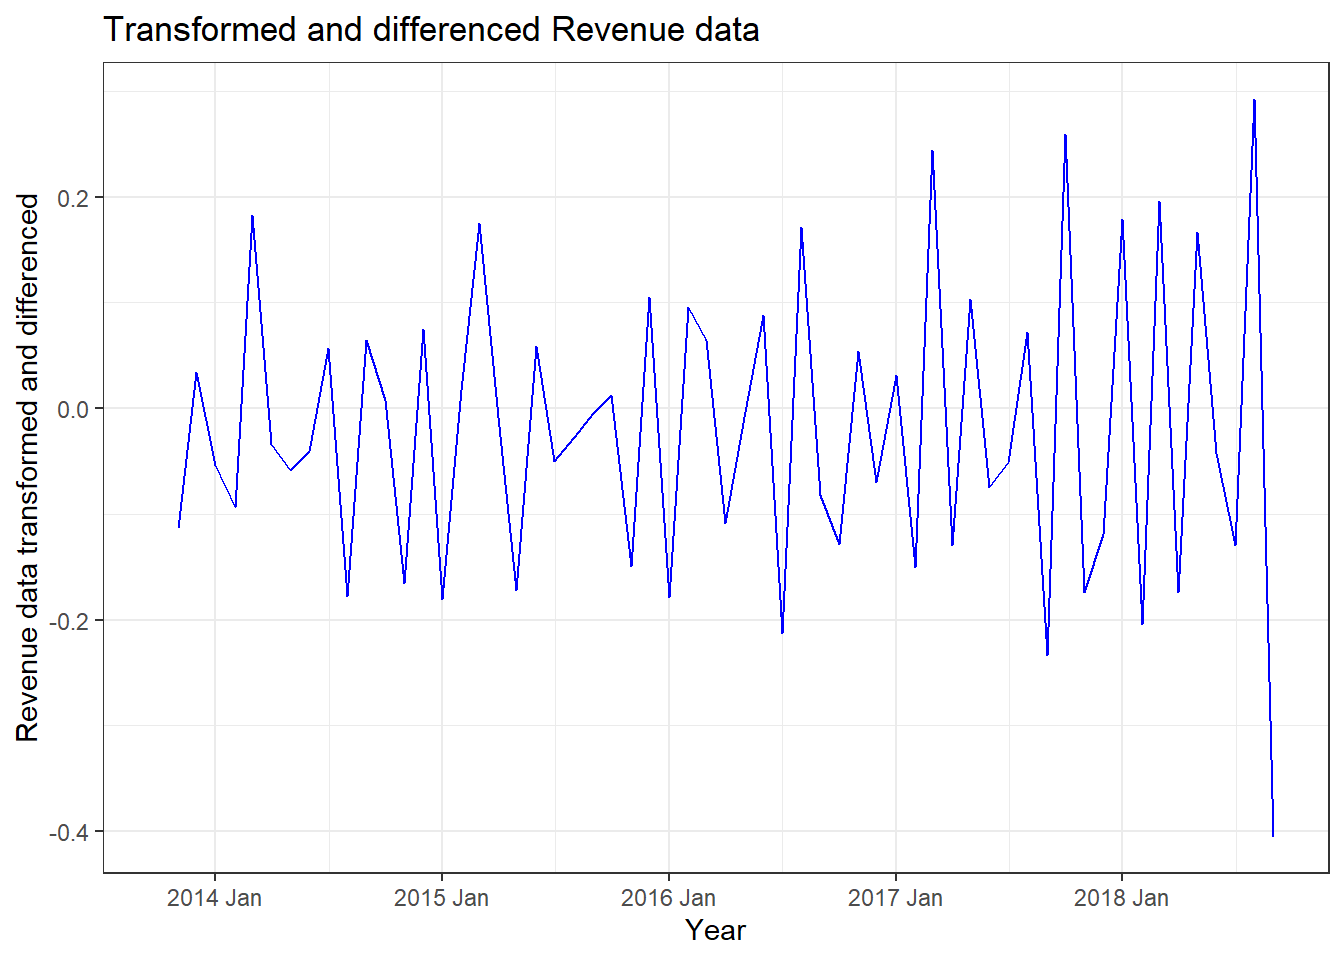 Transformed and differenced Revenue data
Revenue data transformed and differenced
0.2
0.0
-0.2
-0.4
2014 Jan
2015 Jan
2016 Jan
2017 Jan
2018 Jan
Year